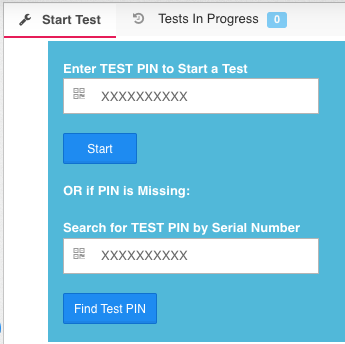 Start Test
Tests In Progress 0
Enter TEST PIN to Start a Test
XXXXXXXXXX
Start
OR if PIN is Missing:
Search for TEST PIN by Serial Number
XXXXXXXXXX
Find Test PIN